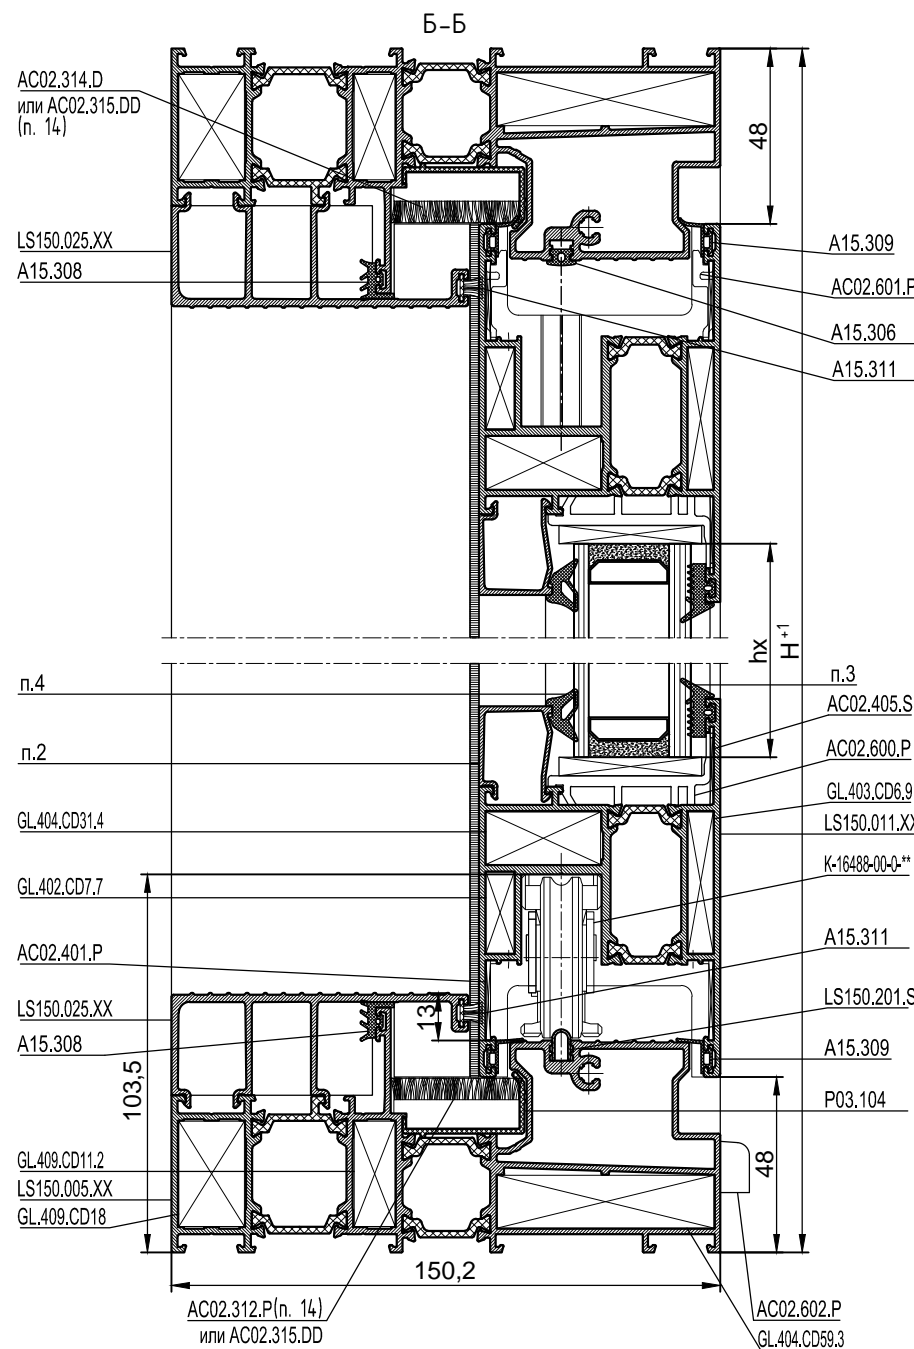 Б-Б
AC02.314.D
или AC02.315.DD
(п. 14)
48
LS150.025.XX
A15.308
A15.309
AC02.601.P
A15.306
A15.311
hx
H+1
п.4
п.3
AC02.405.S
п.2
AC02.600.P
GL.403.CD6.9
GL.404.CD31.4
LS150.011.XX
K-16488-00-0-**
GL.402.CD7.7
A15.311
AC02.401.P
LS150.201.S
13
LS150.025.XX
A15.308
A15.309
103,5
P03.104
48
GL.409.CD11.2
LS150.005.XX
GL.409.CD18
150,2
AC02.312.P(п. 14)
или AC02.315.DD
AC02.602.P
GL.404.CD59.3